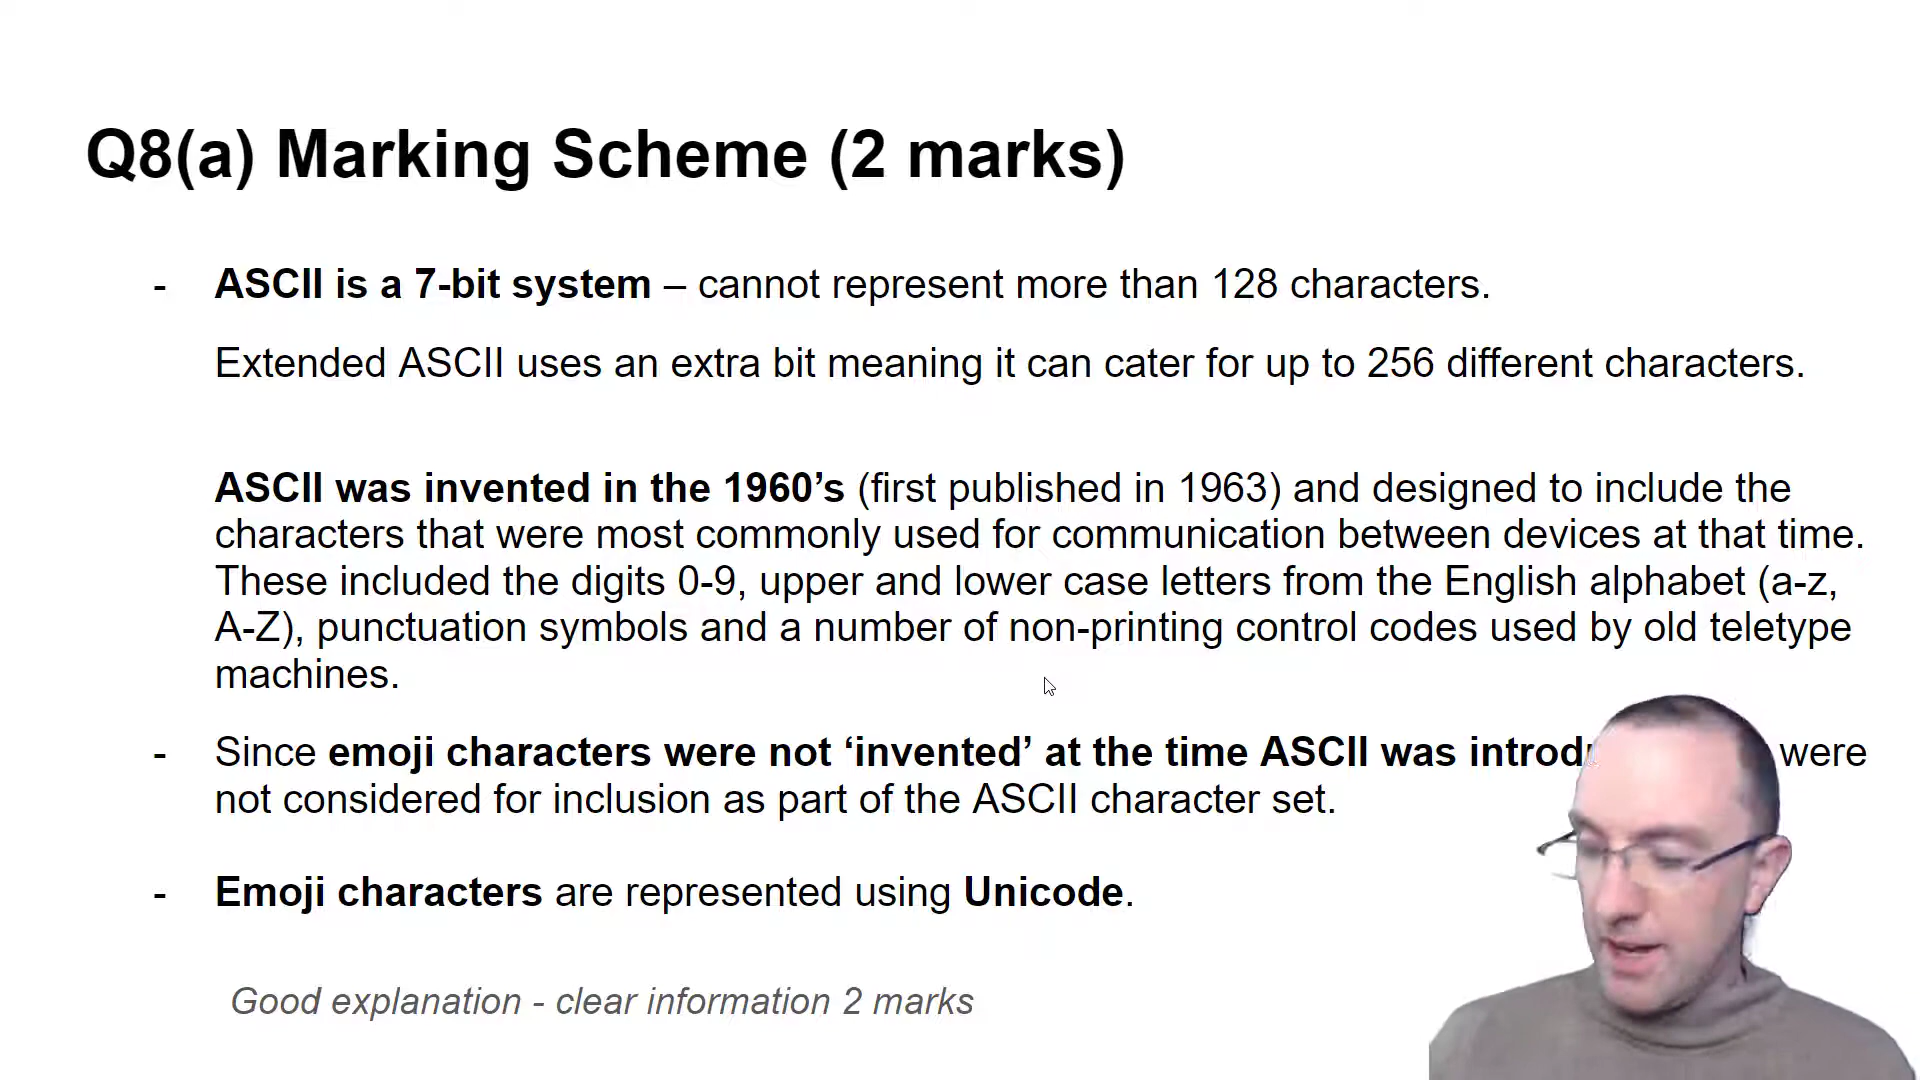 Q8(a) Marking Scheme (2 marks)
- ASCII is a 7-bit system – cannot represent more than 128 characters.
Extended ASCII uses an extra bit meaning it can cater for up to 256 different characters.
ASCII was invented in the 1960’s (first published in 1963) and designed to include the
characters that were most commonly used for communication between devices at that time.
These included the digits 0-9, upper and lower case letters from the English alphabet (a-z,
A-Z), punctuation symbols and a number of non-printing control codes used by old teletype
machines.
- Since emoji characters were not ‘invented’ at the time ASCII was were
not considered for inclusion as part of the ASCII character set.
- Emoji characters are represented using Unicode.
Good explanation - clear information 2 marks